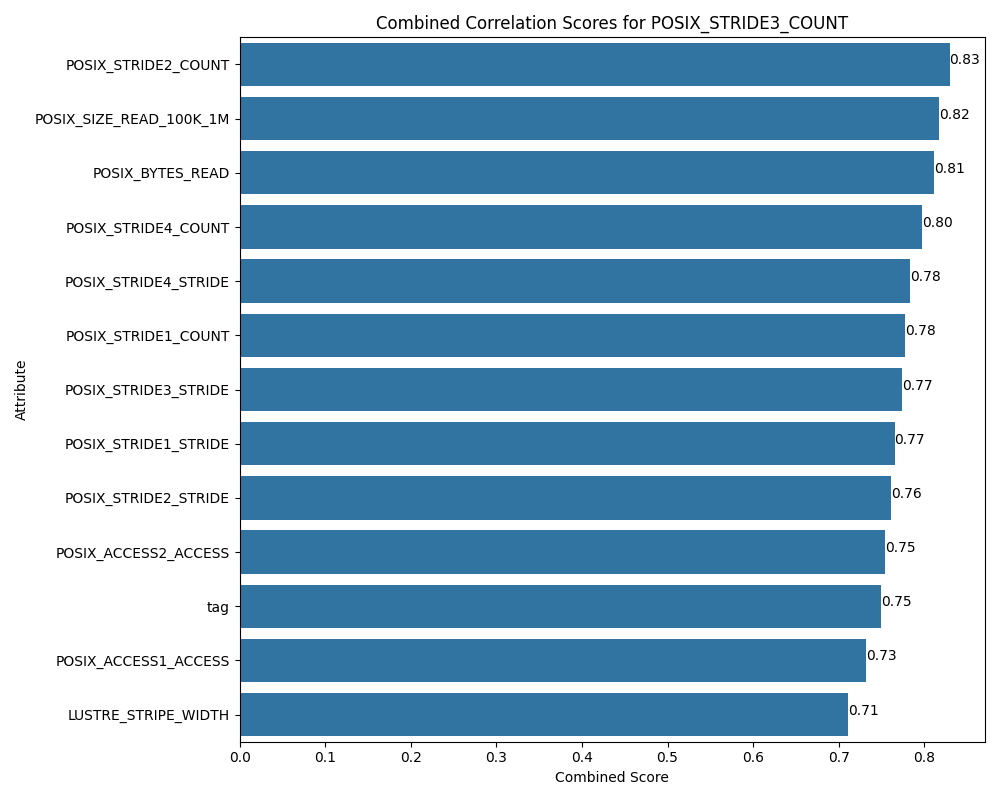 Combined Correlation Scores for POSIX_STRIDE3_COUNT
POSIX_STRIDE2_COUNT 0.83
POSIX_SIZE_READ_100K_1M 0.82
POSIX_BYTES_READ 0.81
POSIX_STRIDE4_COUNT 0.80
POSIX_STRIDE4_STRIDE 0.78
POSIX_STRIDE1_COUNT 0.78
POSIX_STRIDE3_STRIDE 0.77
POSIX_STRIDE1_STRIDE 0.77
POSIX_STRIDE2_STRIDE 0.76
POSIX_ACCESS2_ACCESS 0.75
tag 0.75
POSIX_ACCESS1_ACCESS 0.73
LUSTRE_STRIPE_WIDTH 0.71
Attribute
0.0 0.1 0.2 0.3 0.4 0.5 0.6 0.7 0.8
Combined Score